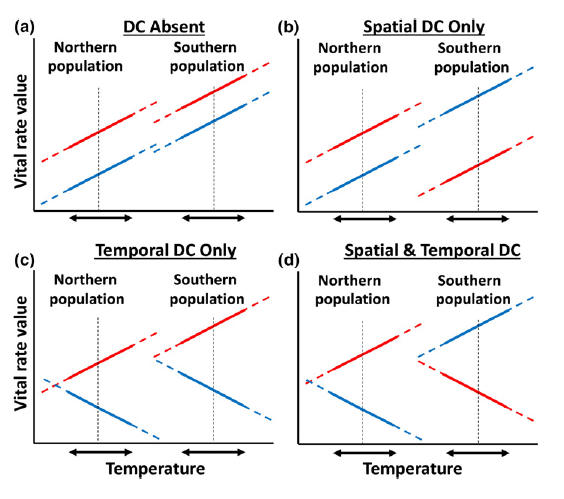 (a) DC Absent
Northern
population
Southern
population
Vital rate value
(b) Spatial DC Only
Northern
population
Southern
population
(c) Temporal DC Only
Northern
population
Southern
population
Vital rate value
Temperature
(d) Spatial & Temporal DC
Northern
population
Southern
population
Temperature